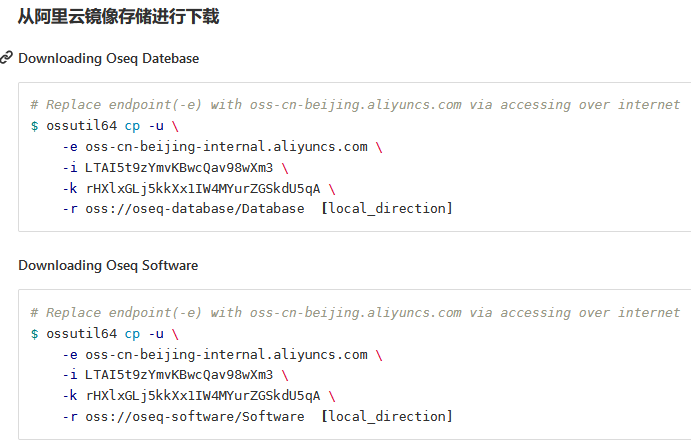 从阿里云镜像存储进行下载
Downloading Oseq Datebase
# Replace endpoint(-e) with oss-cn-beijing.aliyuncs.com via accessing over internet
$ ossutil64 cp -u \
-e oss-cn-beijing-internal.aliyuncs.com \
-i LTAI5t9zYmvKBwcQav98wXm3 \
-k rHXlxGLj5kkXx1IW4MYurZGSkdU5qA \
-r oss://oseq-database/Database [local_direction]
Downloading Oseq Software
# Replace endpoint(-e) with oss-cn-beijing.aliyuncs.com via accessing over internet
$ ossutil64 cp -u \
-e oss-cn-beijing-internal.aliyuncs.com \
-i LTAI5t9zYmvKBwcQav98wXm3 \
-k rHXlxGLj5kkXx1IW4MYurZGSkdU5qA \
-r oss://oseq-software/Software [local_direction]